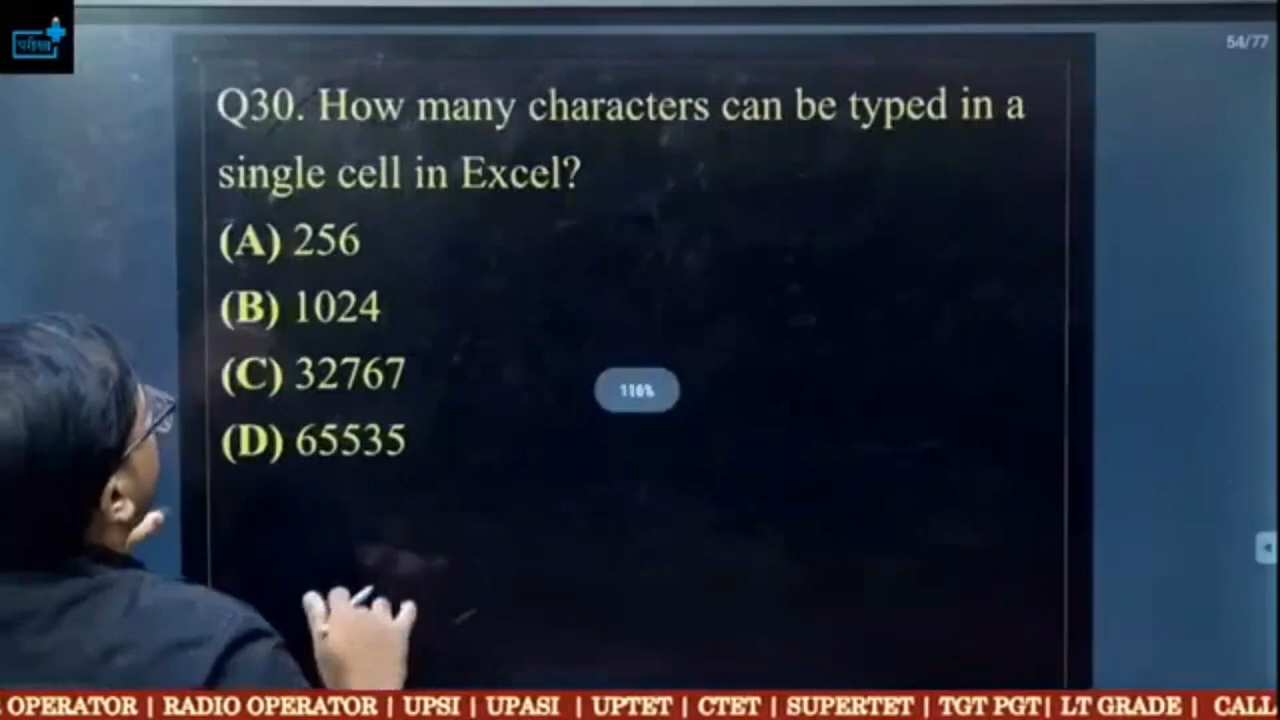 परीक्षा
54/77
Q30. How many characters can be typed in a
single cell in Excel?
(A) 256
(B) 1024
(C) 32767
(D) 65535
116%
OPERATOR | RADIO OPERATOR | UPSI | UPASI | UPTET | CTET | SUPERTET | TGT PGT | LT GRADE | CALL